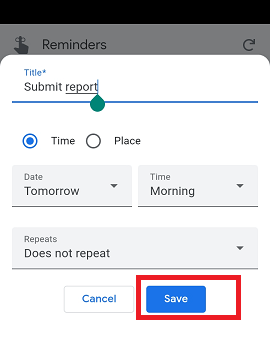 Reminders
Title*
Submit report
Time Place
Date Time
Tomorrow Morning
Repeats
Does not repeat
Cancel Save